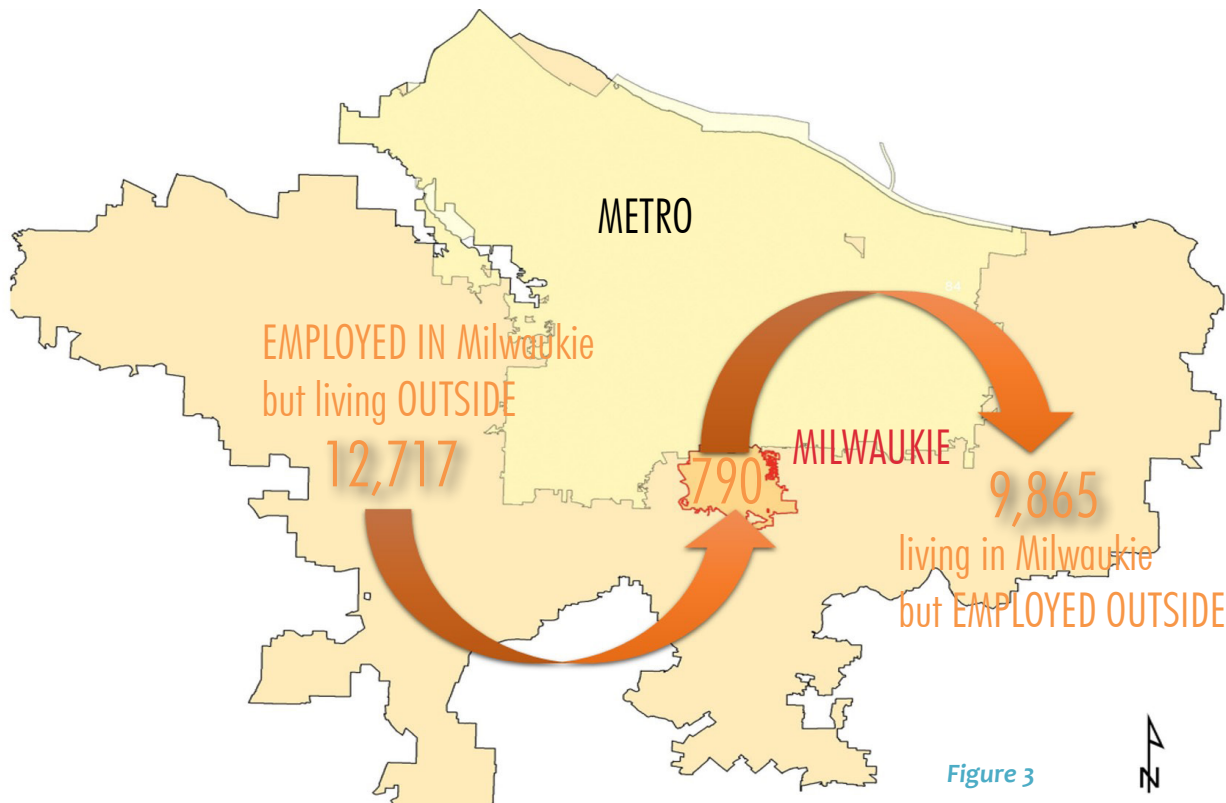 METRO
64
EMPLOYED IN Milwaukie
but living OUTSIDE
12,717
790
MILWAUKIE
9,865
living in Milwaukie
but EMPLOYED OUTSIDE
Figure 3
N